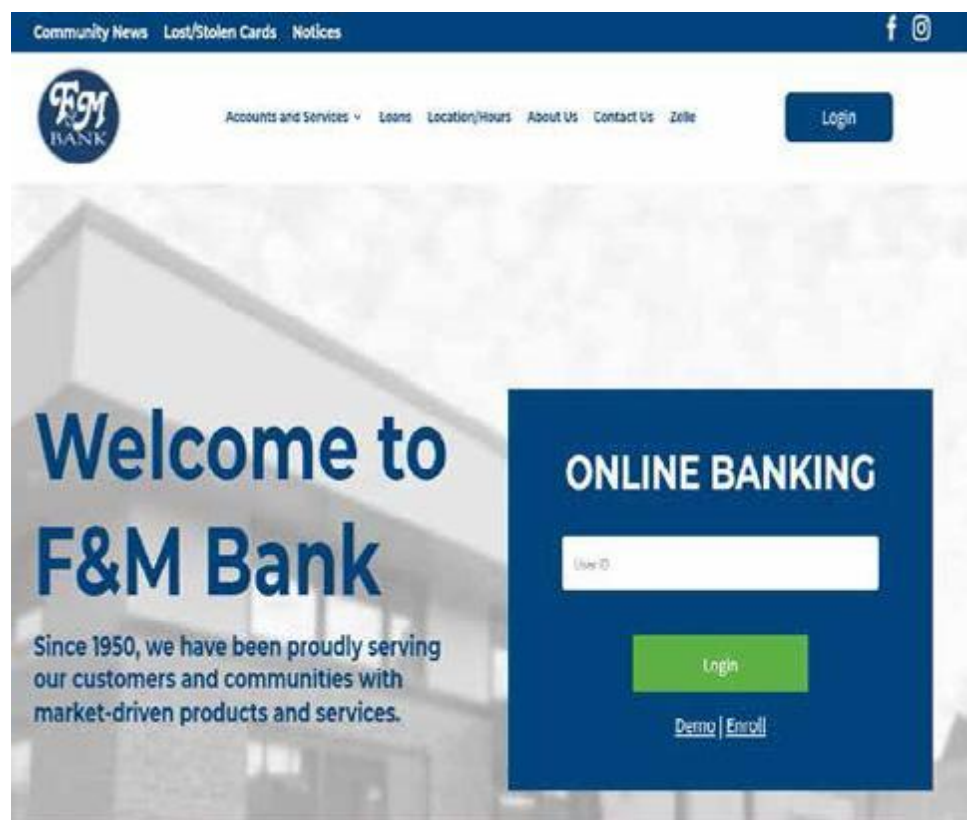 Community News Lost/Stolen Cards Notices
F&M
BANK
Accounts and Services Loans Location/Hours About Us Contact Us Zelle
Login
Welcome to
F&M Bank
Since 1950, we have been proudly serving
our customers and communities with
market-driven products and services.
ONLINE BANKING
User ID
Login
Demo | Enroll